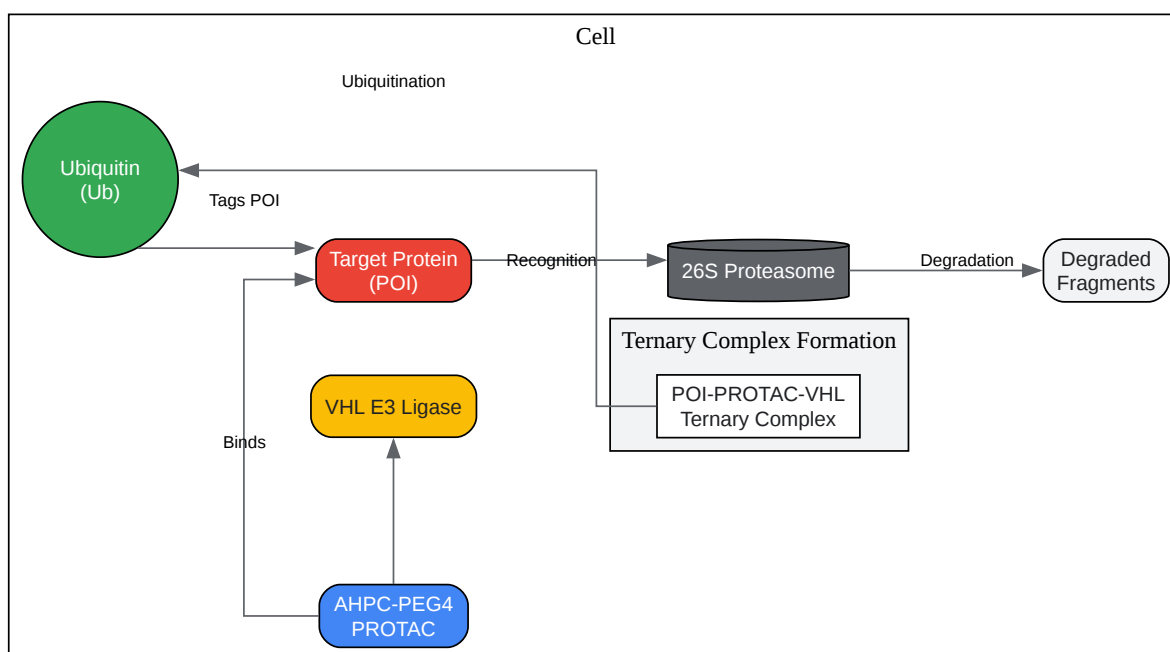 Cell
Ubiquitination
Ubiquitin
(Ub)
Tags POI
Target Protein
(POI)
Recognition
26S Proteasome
Degradation
Degraded
Fragments
Ternary Complex Formation
POI-PROTAC-VHL
Ternary Complex
VHL E3 Ligase
Binds
AHPC-PEG4
PROTAC